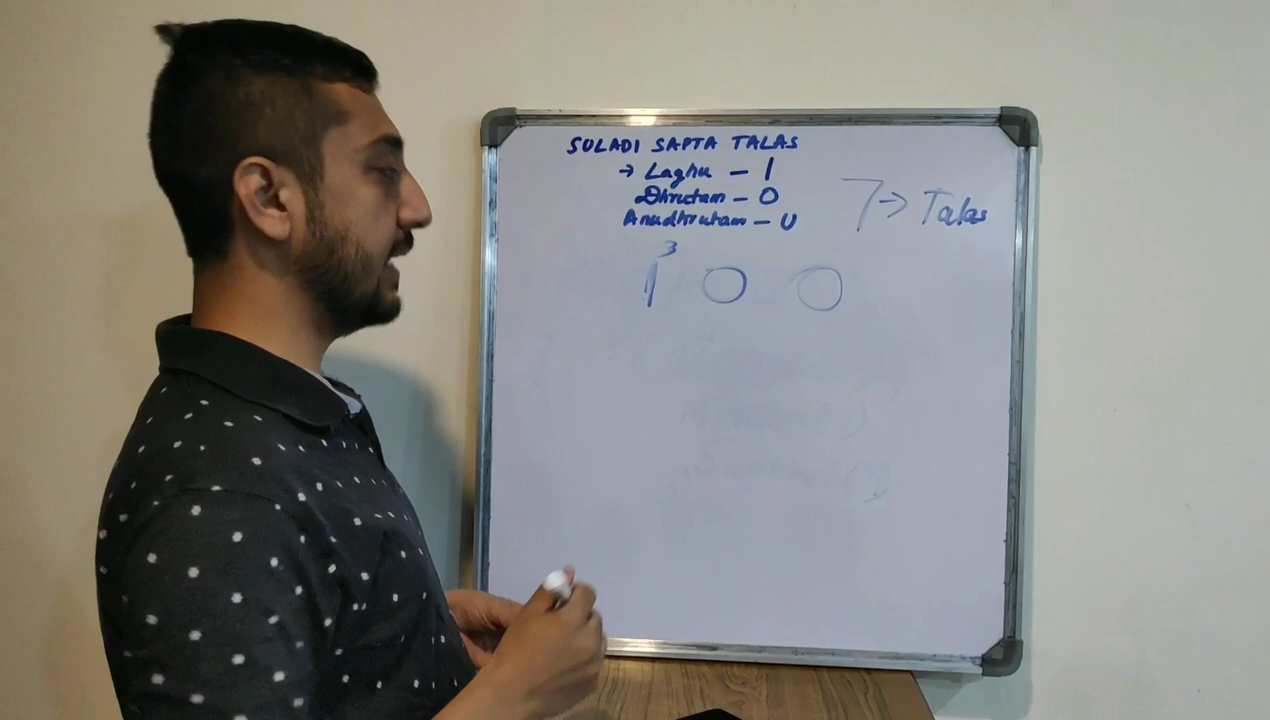 SULADI SAPTA TALAS
→ Laghu – I
Dhrutam – O
Anudhrutam – U
7 → Talas
I³ O O